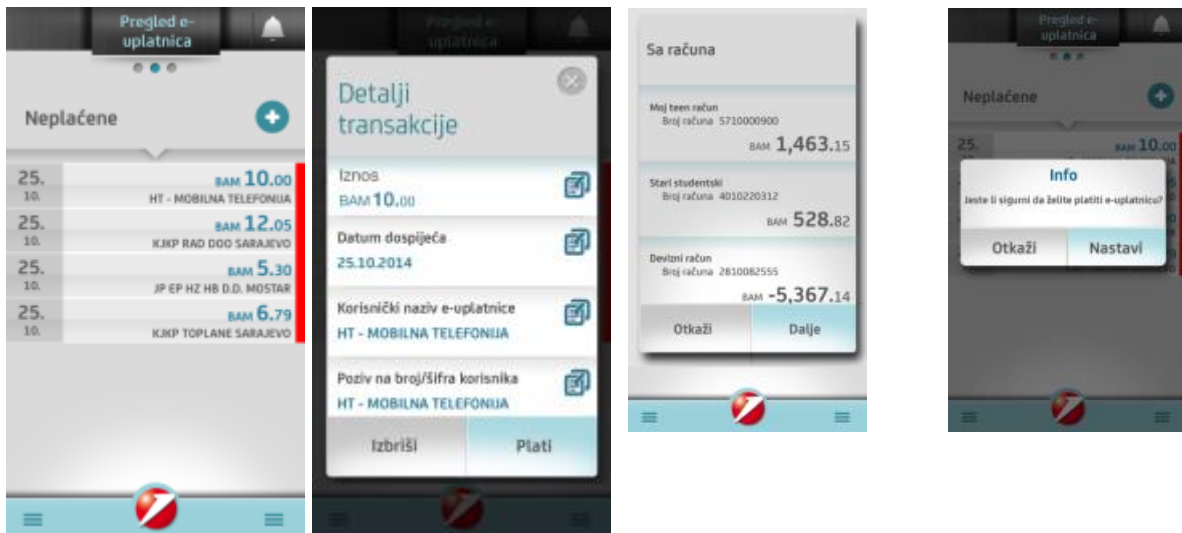 Pregled e-
uplatnica
Neplaćene
25.
10.
BAM 10.00
HT - MOBILNA TELEFONIJA
25.
10.
BAM 12.05
KJKP RAD DOO SARAJEVO
25.
10.
BAM 5.30
JP EP HZ HB D.D. MOSTAR
25.
10.
BAM 6.79
KJKP TOPLANE SARAJEVO
Pregled e-
uplatnica
Detalji
transakcije
Iznos
BAM 10.00
Datum dospijeća
25.10.2014
Korisnički naziv e-uplatnice
HT - MOBILNA TELEFONIJA
Poziv na broj/šifra korisnika
HT - MOBILNA TELEFONIJA
Izbriši
Plati
Sa računa
Moj teen račun
Broj računa 5710000900
BAM 1,463.15
Stari studentski
Broj računa 4010220312
BAM 528.82
Devizni račun
Broj računa 2810082555
BAM -5,367.14
Otkaži
Dalje
Pregled e-
uplatnica
Neplaćene
25.
BAM 10.00
Info
Jeste li sigurni da želite platiti e-uplatnicu?
Otkaži
Nastavi